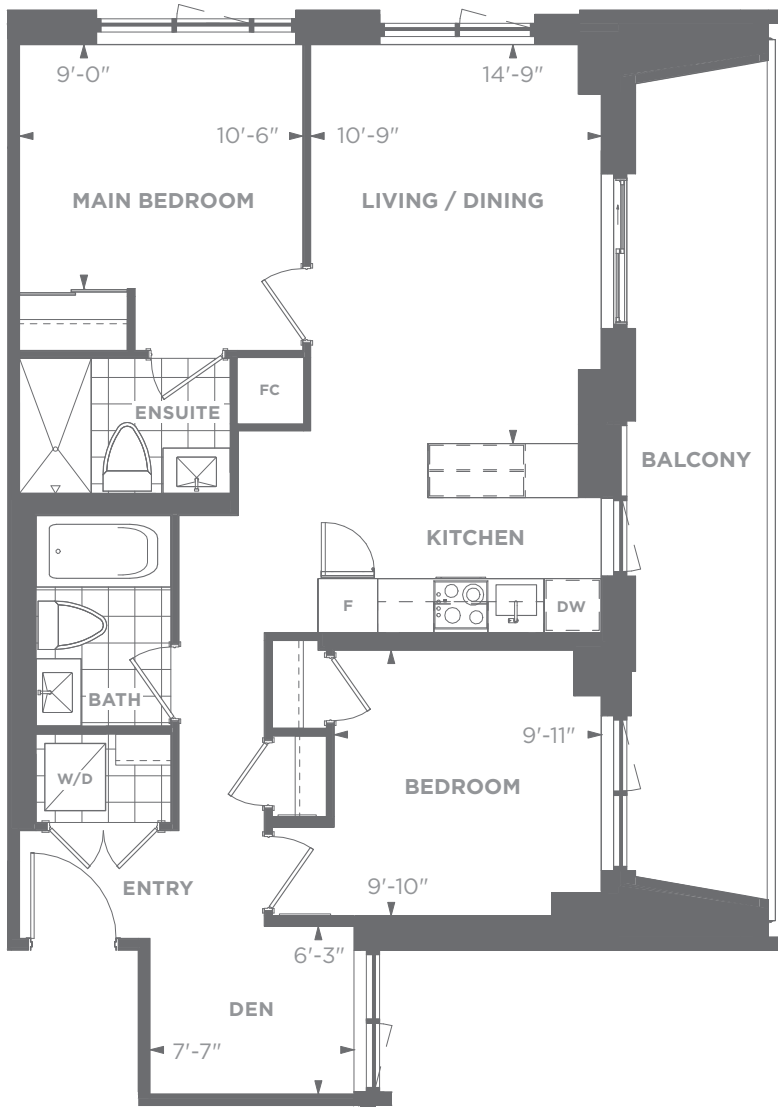 9'-0"
14'-9"
10'-6"
10'-9"
MAIN BEDROOM
LIVING / DINING
FC
ENSUITE
BALCONY
KITCHEN
F
DW
BATH
9'-11"
W/D
BEDROOM
ENTRY
9'-10"
6'-3"
DEN
7'-7"